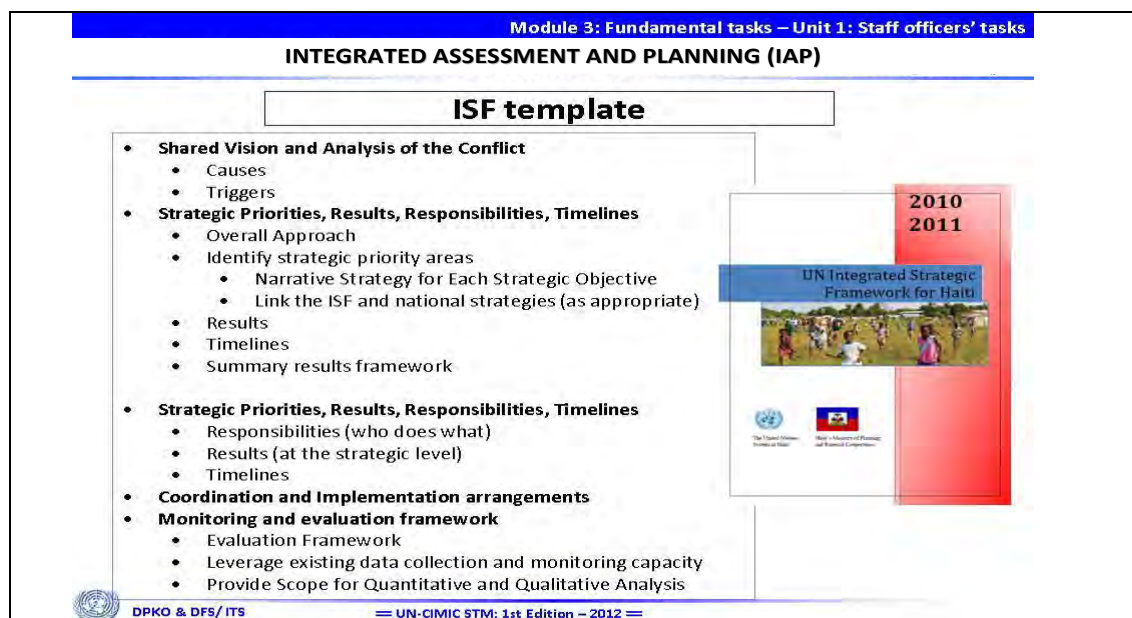 Module 3: Fundamental tasks – Unit 1: Staff officers' tasks
INTEGRATED ASSESSMENT AND PLANNING (IAP)
ISF template
• Shared Vision and Analysis of the Conflict
• Causes
• Triggers
• Strategic Priorities, Results, Responsibilities, Timelines
• Overall Approach
• Identify strategic priority areas
• Narrative Strategy for Each Strategic Objective
• Link the ISF and national strategies (as appropriate)
• Results
• Timelines
• Summary results framework
• Strategic Priorities, Results, Responsibilities, Timelines
• Responsibilities (who does what)
• Results (at the strategic level)
• Timelines
• Coordination and Implementation arrangements
• Monitoring and evaluation framework
• Evaluation Framework
• Leverage existing data collection and monitoring capacity
• Provide Scope for Quantitative and Qualitative Analysis
2010
2011
UN Integrated Strategic
Framework for Haiti
The United Nations
DPKO & DFS/ ITS
== UN-CIMIC STM: 1st Edition – 2012 ==